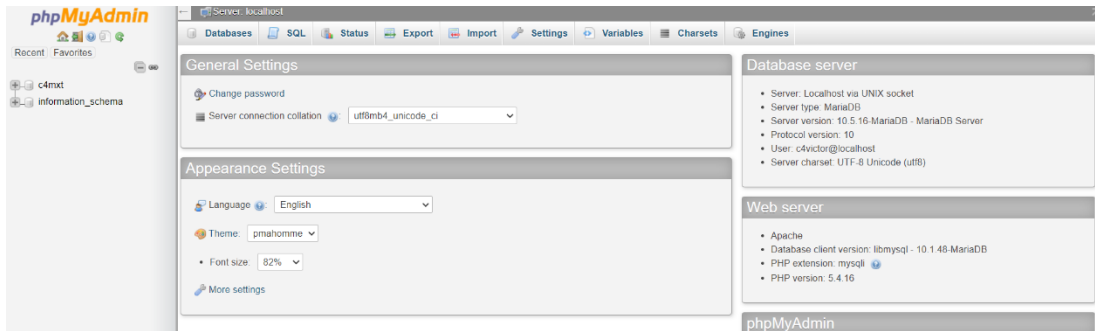 phpMyAdmin
Recent Favorites
c4mxt
information_schema
Server: localhost
Databases SQL Status Export Import Settings Variables Charsets Engines
General Settings
Change password
Server connection collation : utf8mb4_unicode_ci
Appearance Settings
Language : English
Theme: pmahomme
• Font size: 82%
More settings
Database server
• Server: Localhost via UNIX socket
• Server type: MariaDB
• Server version: 10.5.16-MariaDB - MariaDB Server
• Protocol version: 10
• User: c4victor@localhost
• Server charset: UTF-8 Unicode (utf8)
Web server
• Apache
• Database client version: libmysql - 10.1.48-MariaDB
• PHP extension: mysqli
• PHP version: 5.4.16
phpMyAdmin